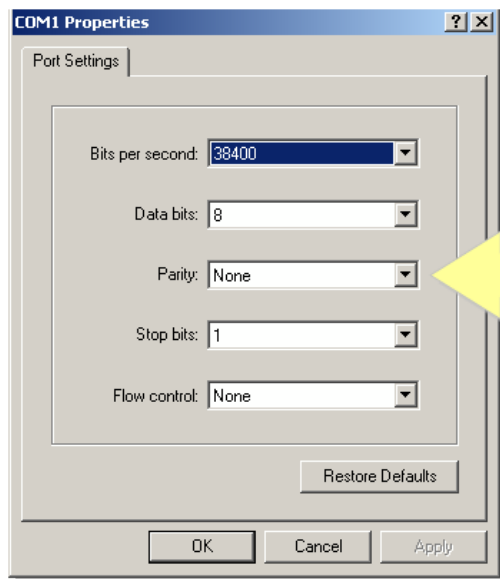 COM1 Properties
Port Settings
Bits per second: 38400
Data bits: 8
Parity: None
Stop bits: 1
Flow control: None
Restore Defaults
OK Cancel Apply